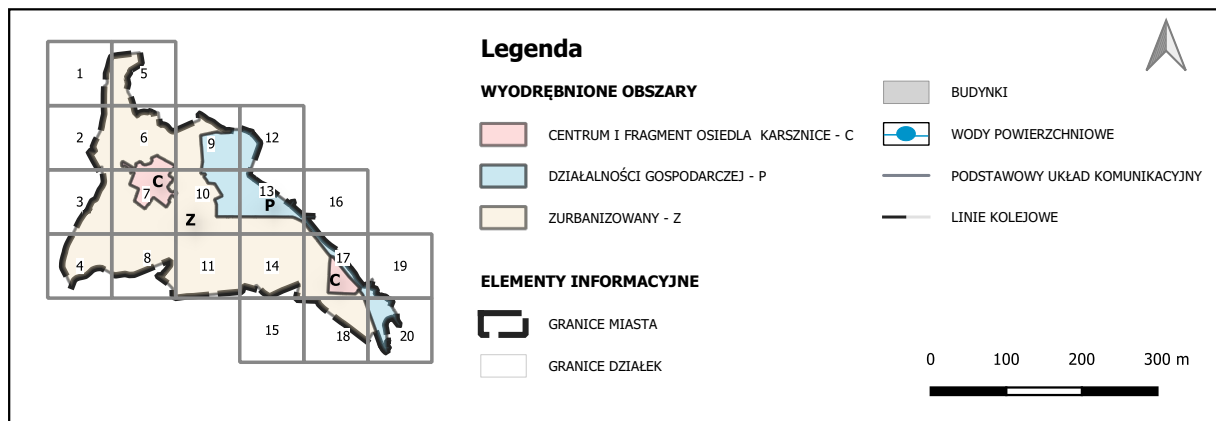 1
5
2
6
9
12
3
C
7
10
13
P
16
Z
4
8
11
14
17
C
19
15
18
20
Legenda
WYODRĘBNIONE OBSZARY
CENTRUM I FRAGMENT OSIEDLA KARSZNICE - C
DZIAŁALNOŚCI GOSPODARCZEJ - P
ZURBANIZOWANY - Z
ELEMENTY INFORMACYJNE
GRANICE MIASTA
GRANICE DZIAŁEK
BUDYNKI
WODY POWIERZCHNIOWE
PODSTAWOWY UKŁAD KOMUNIKACYJNY
LINIE KOLEJOWE
0 100 200 300 m